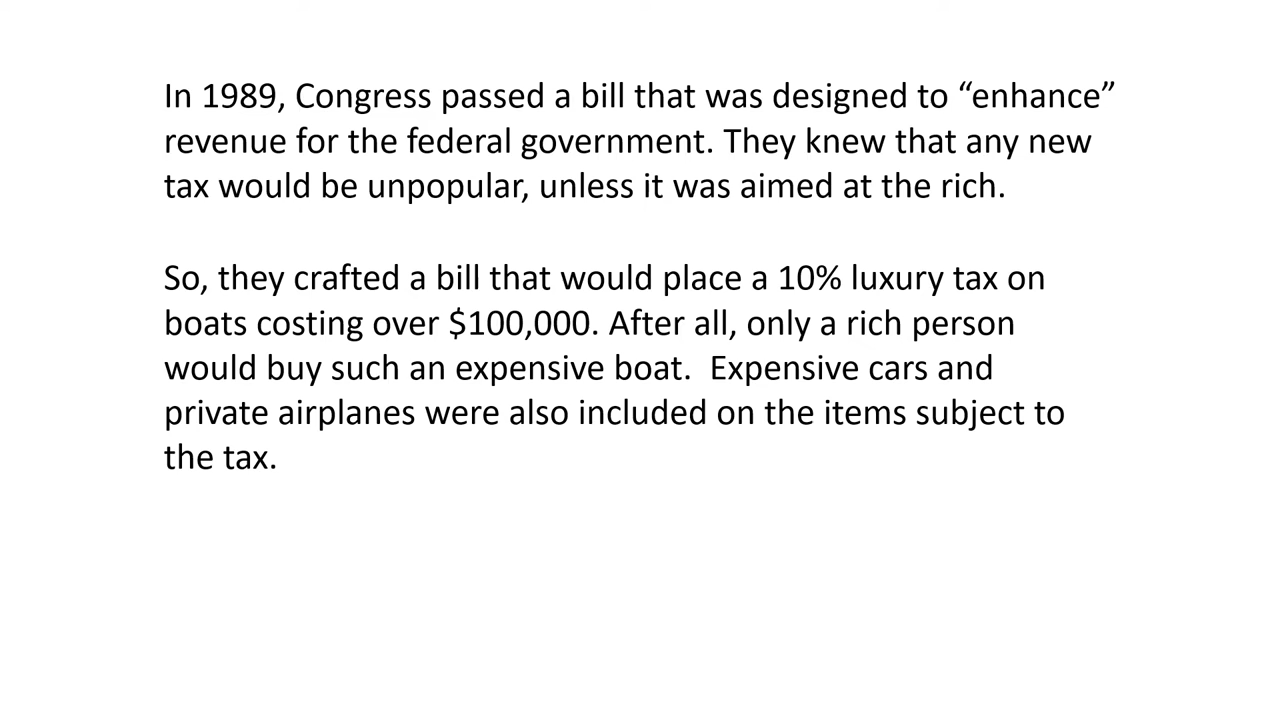 In 1989, Congress passed a bill that was designed to “enhance”
revenue for the federal government. They knew that any new
tax would be unpopular, unless it was aimed at the rich.
So, they crafted a bill that would place a 10% luxury tax on
boats costing over $100,000. After all, only a rich person
would buy such an expensive boat.  Expensive cars and
private airplanes were also included on the items subject to
the tax.